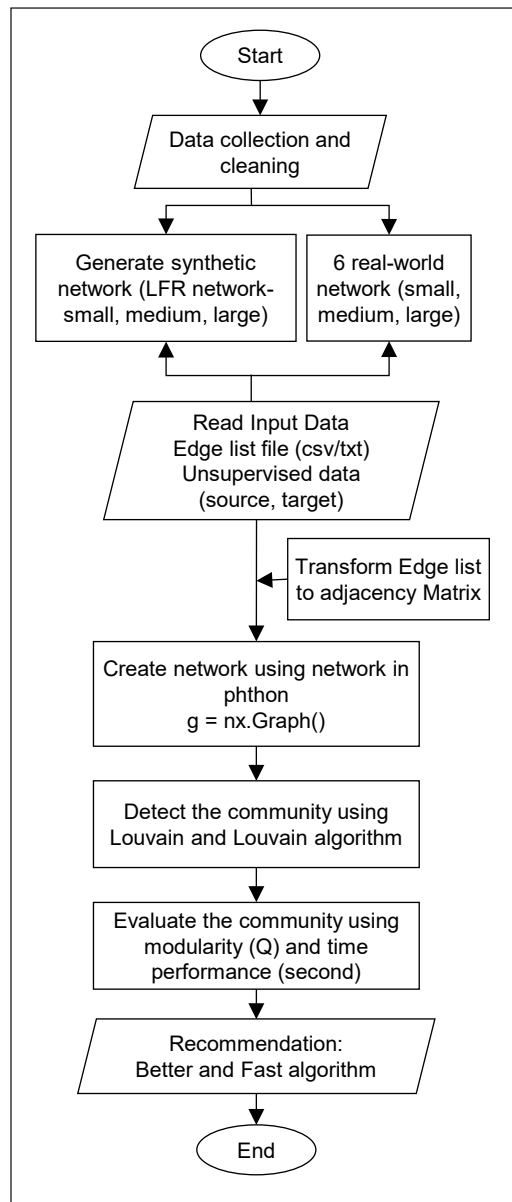 Start
Data collection and
cleaning
Generate synthetic
network (LFR network-
small, medium, large)
6 real-world
network (small,
medium, large)
Read Input Data
Edge list file (csv/txt)
Unsupervised data
(source, target)
Transform Edge list
to adjacency Matrix
Create network using network in
phthon
g = nx.Graph()
Detect the community using
Louvain and Louvain algorithm
Evaluate the community using
modularity (Q) and time
performance (second)
Recommendation:
Better and Fast algorithm
End